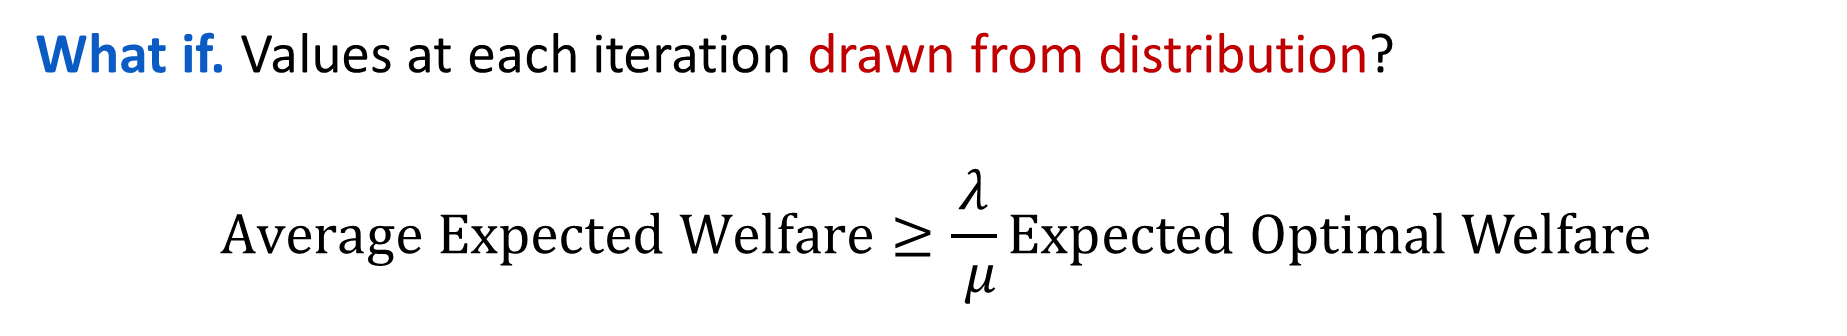 What if. Values at each iteration drawn from distribution?
Average Expected Welfare ≥ λ/μ Expected Optimal Welfare